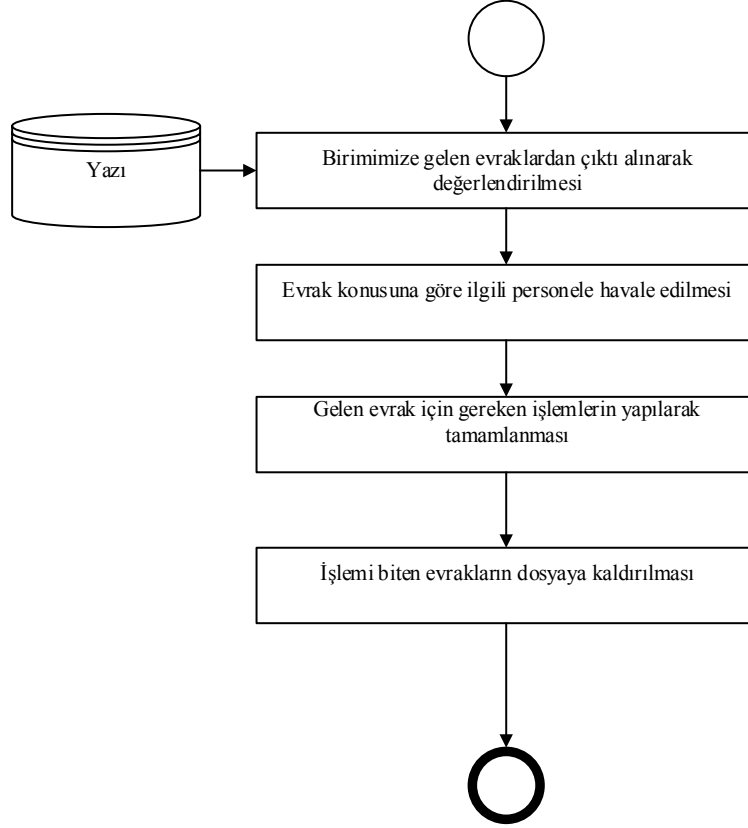 Yazı
Birimimize gelen evraklardan çıktı alınarak
değerlendirilmesi
Evrak konusuna göre ilgili personele havale edilmesi
Gelen evrak için gereken işlemlerin yapılarak
tamamlanması
İşlemi biten evrakların dosyaya kaldırılması